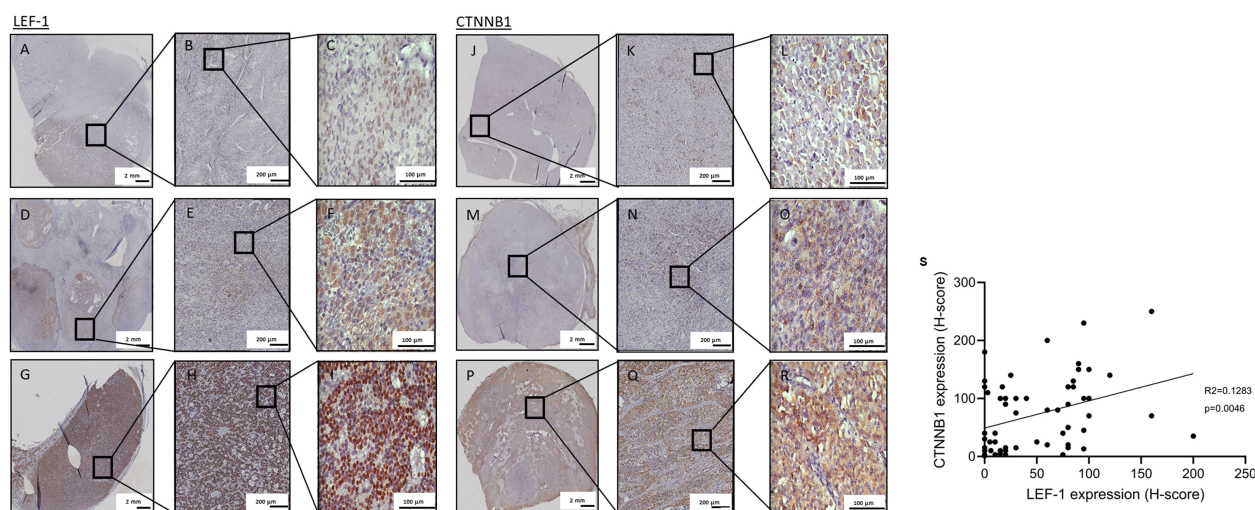 LEF-1
CTNNB1
A
B
C
J
K
L
2 mm
200 µm
100 µm
2 mm
200 µm
100 µm
D
E
F
M
N
O
2 mm
200 µm
100 µm
2 mm
200 µm
100 µm
G
H
P
Q
R
2 mm
200 µm
100 µm
2 mm
200 µm
100 µm
S
CTNNB1 expression (H-score)
300
200
100
0
0
50
100
150
200
250
LEF-1 expression (H-score)
R2=0.1283
p=0.0046